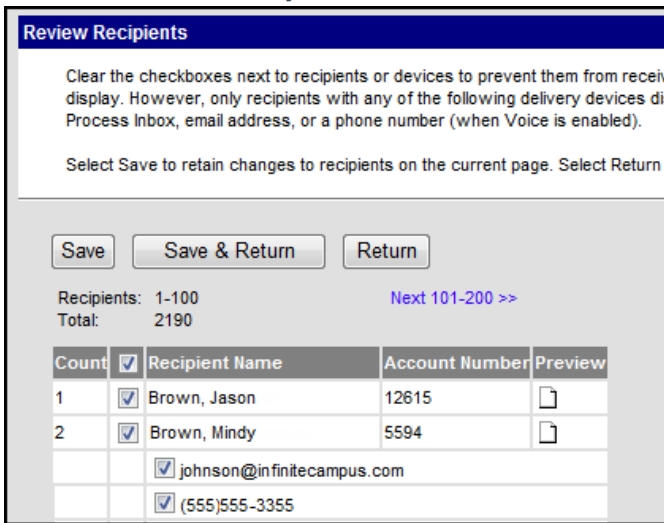 Review Recipients
Clear the checkboxes next to recipients or devices to prevent them from
display. However, only recipients with any of the following delivery devices
Process Inbox, email address, or a phone number (when Voice is enabled).
Select Save to retain changes to recipients on the current page. Select Return
Save Save & Return Return
Recipients: 1-100 Next 101-200 >>
Total: 2190
Count Recipient Name Account Number Preview
1 Brown, Jason 12615
2 Brown, Mindy 5594
johnson@infinitecampus.com
(555)555-3355